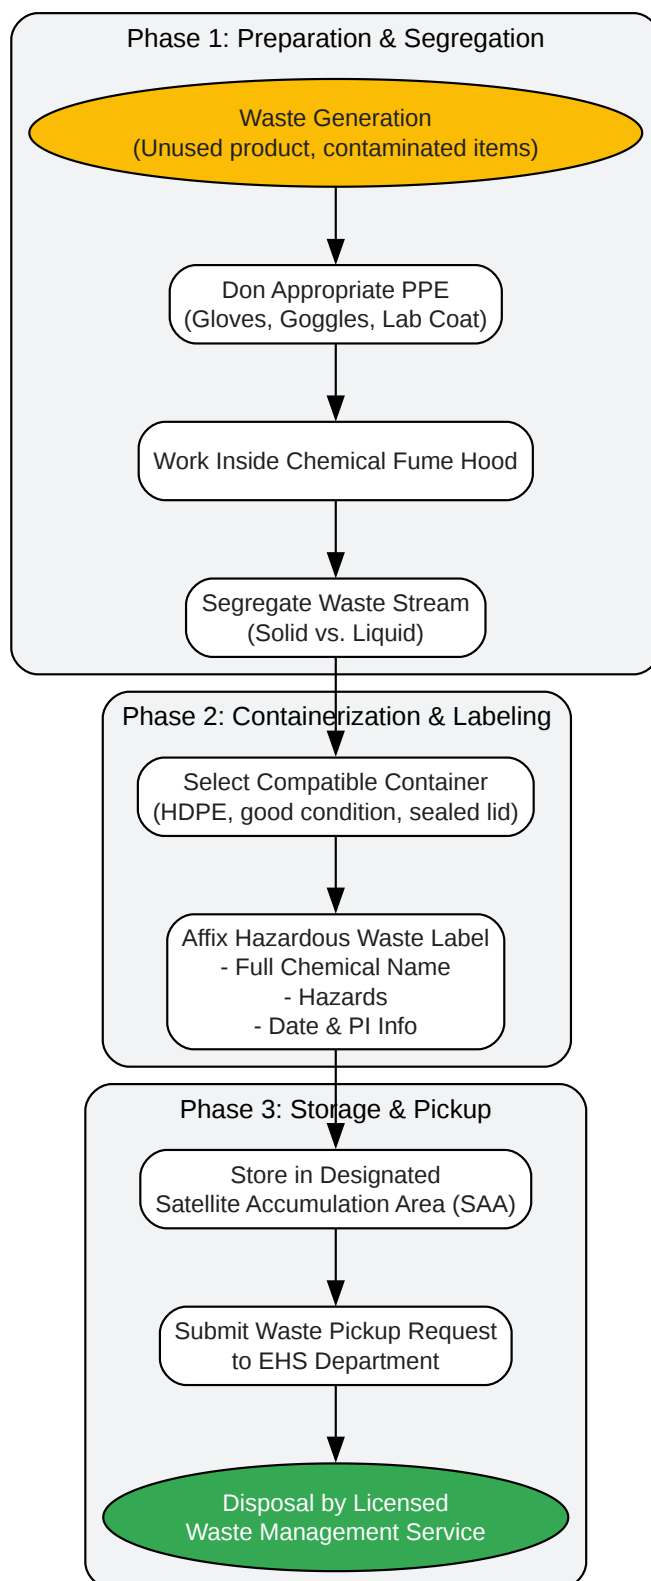 Phase 1: Preparation & Segregation
Waste Generation
(Unused product, contaminated items)
Don Appropriate PPE
(Gloves, Goggles, Lab Coat)
Work Inside Chemical Fume Hood
Segregate Waste Stream
(Solid vs. Liquid)
Phase 2: Containerization & Labeling
Select Compatible Container
(HDPE, good condition, sealed lid)
Affix Hazardous Waste Label
- Full Chemical Name
- Hazards
- Date & PI Info
Phase 3: Storage & Pickup
Store in Designated
Satellite Accumulation Area (SAA)
Submit Waste Pickup Request
to EHS Department
Disposal by Licensed
Waste Management Service